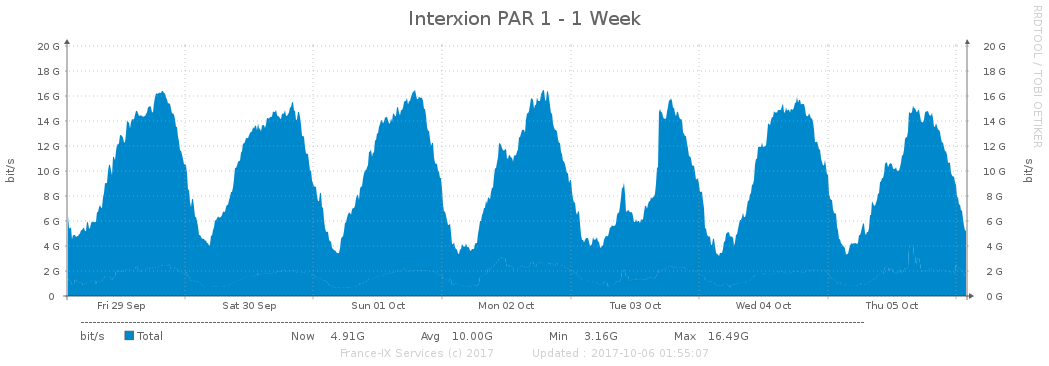 Interxion PAR 1 - 1 Week
RRDTOOL / TOBI OETIKER
bit/s
20 G 20 G
18 G 18 G
16 G 16 G
14 G 14 G
12 G 12 G
10 G 10 G
8 G 8 G
6 G 6 G
4 G 4 G
2 G 2 G
0 0 G
bit/s
Fri 29 Sep Sat 30 Sep Sun 01 Oct Mon 02 Oct Tue 03 Oct Wed 04 Oct Thu 05 Oct
bit/s Total Now 4.91G Avg 10.00G Min 3.16G Max 16.49G
France-IX Services (c) 2017 Updated : 2017-10-06 01:55:07